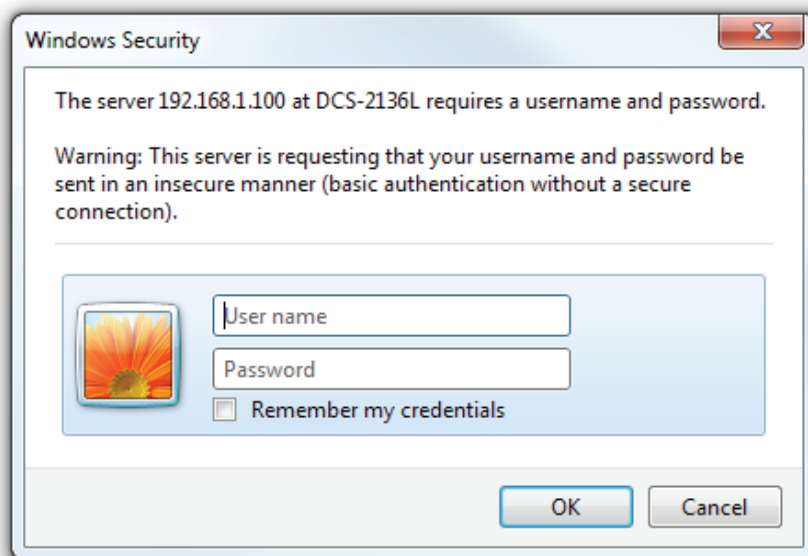 Windows Security
The server 192.168.1.100 at DCS-2136L requires a username and password.
Warning: This server is requesting that your username and password be
sent in an insecure manner (basic authentication without a secure
connection).
User name
Password
Remember my credentials
OK
Cancel